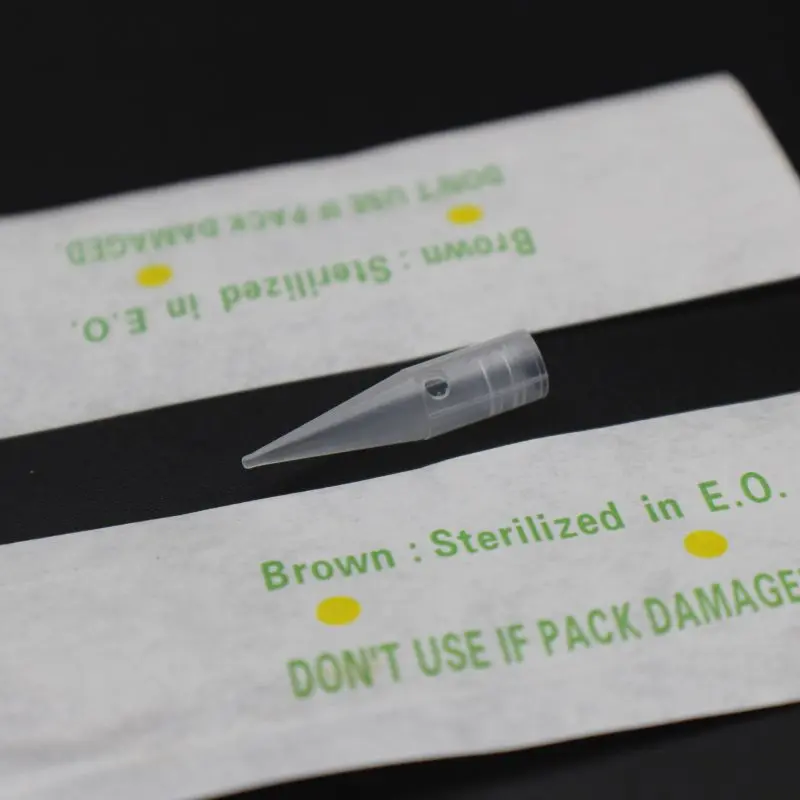 DON'T USE IF PACK DAMAGED.
Brown : Sterilized in E.O.
Brown : Sterilized in E.O.
DON'T USE IF PACK DAMAGE